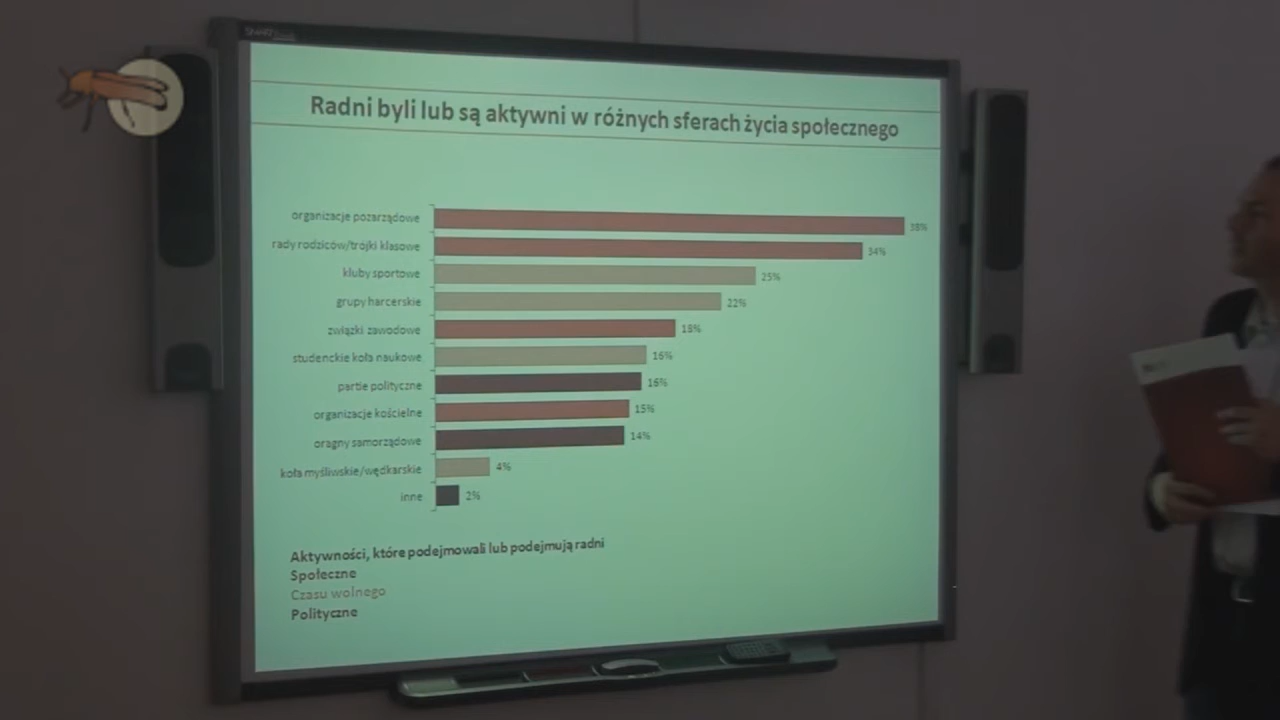 SMART
Radni byli lub są aktywni w różnych sferach życia społecznego
organizacje pozarządowe 38%
rady rodziców/trójki klasowe 34%
kluby sportowe 25%
grupy harcerskie 22%
związki zawodowe 18%
studenckie koła naukowe 16%
partie polityczne 16%
organizacje kościelne 15%
oragny samorządowe 14%
koła myśliwskie/wędkarskie 4%
inne 2%
Aktywności, które podejmowali lub podejmują radni
Społeczne
Czasu wolnego
Polityczne